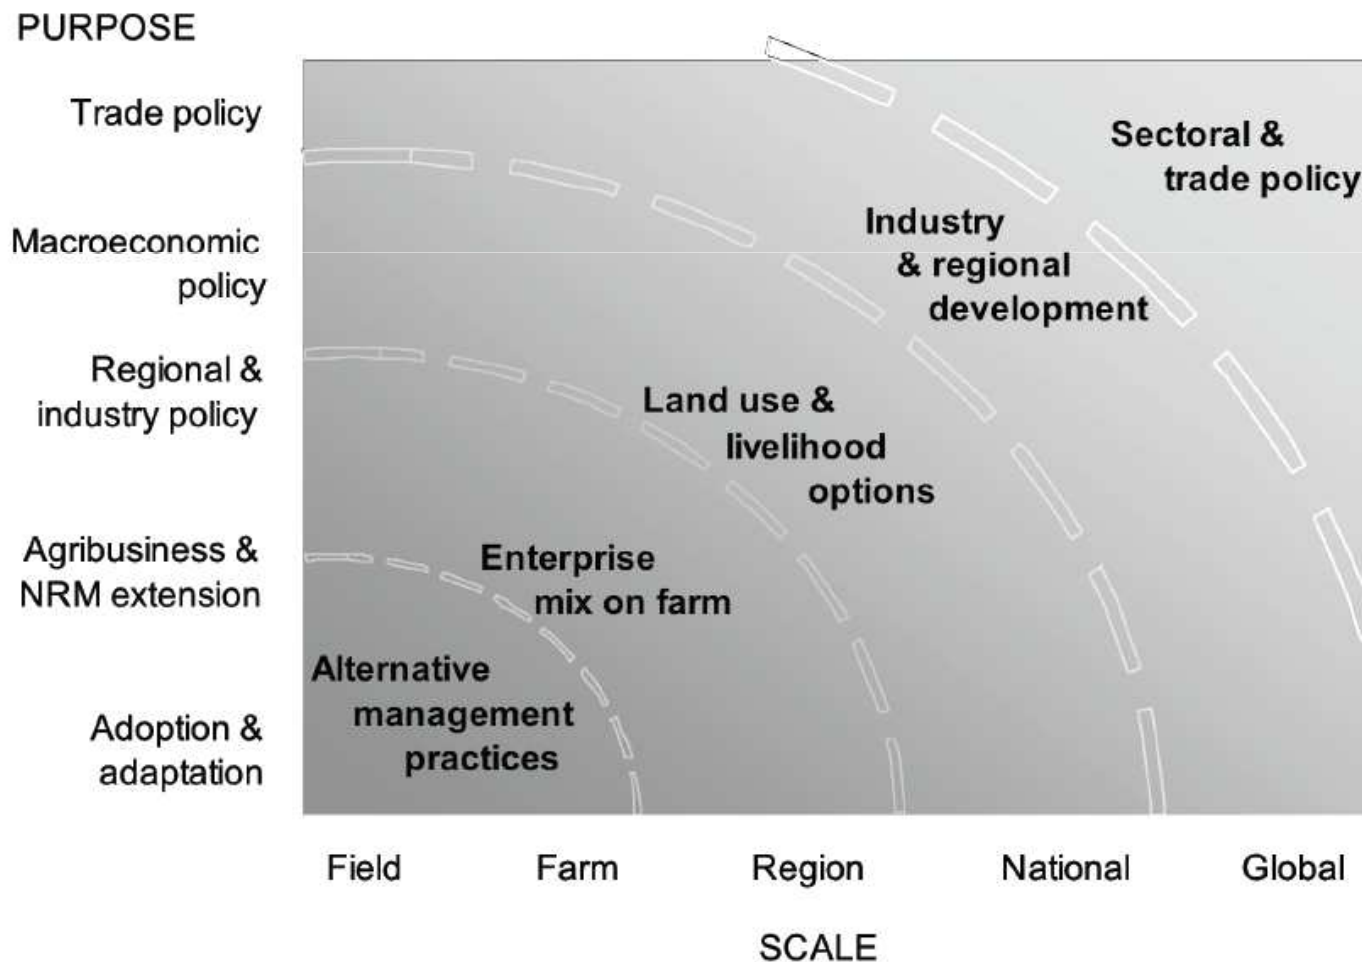 PURPOSE
Trade policy
Macroeconomic
policy
Regional &
industry policy
Agribusiness &
NRM extension
Adoption &
adaptation
Sectoral &
trade policy
Industry
& regional
development
Land use &
livelihood
options
Enterprise
mix on farm
Alternative
management
practices
Field
Farm
Region
National
Global
SCALE